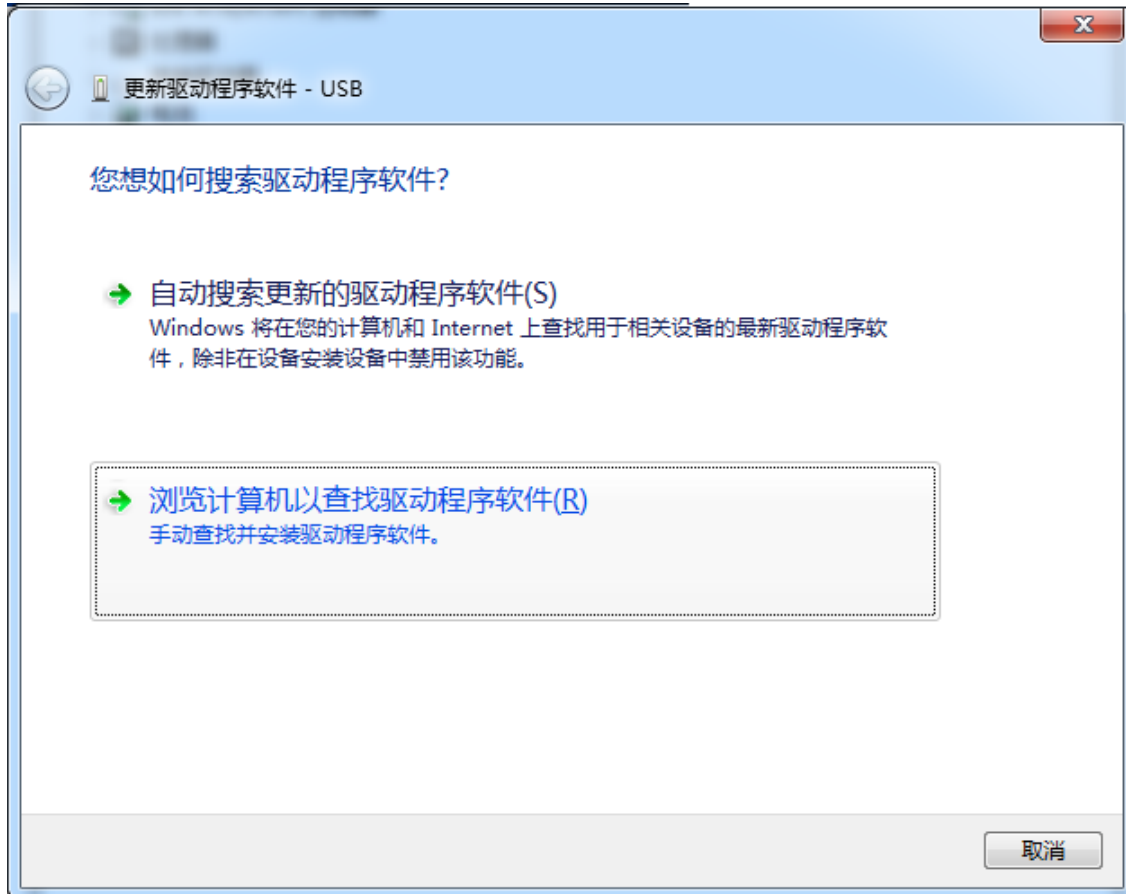 更新驱动程序软件 - USB
您想如何搜索驱动程序软件?
自动搜索更新的驱动程序软件(S)
Windows 将在您的计算机和 Internet 上查找用于相关设备的最新驱动程序软
件，除非在设备安装设备中禁用该功能。
浏览计算机以查找驱动程序软件(R)
手动查找并安装驱动程序软件。
取消